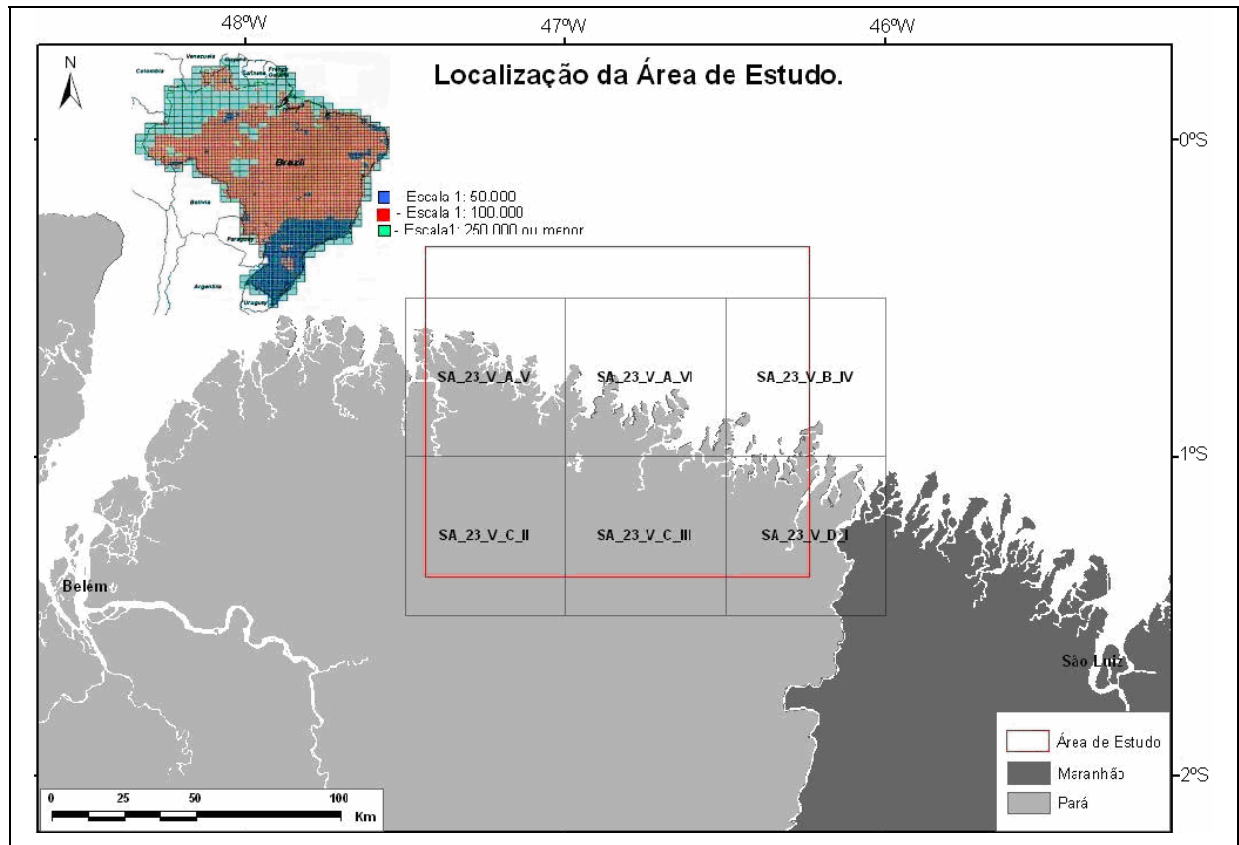 48ºW 47ºW 46ºW
N
Localização da Área de Estudo.
Venezuela
Colombia
0ºS
Brazil
Bolivia
Escala 1: 50.000
- Escala 1: 100.000
- Escala1: 250.000 ou menor
Paraguay
Argentina
Uruguay
SA_23_V_A_V SA_23_V_A_VI SA_23_V_B_IV
1ºS
SA_23_V_C_II SA_23_V_C_III SA_23_V_D_I
Belém
São Luiz
Área de Estudo
Maranhão
Pará
2ºS
0 25 50 100
Km